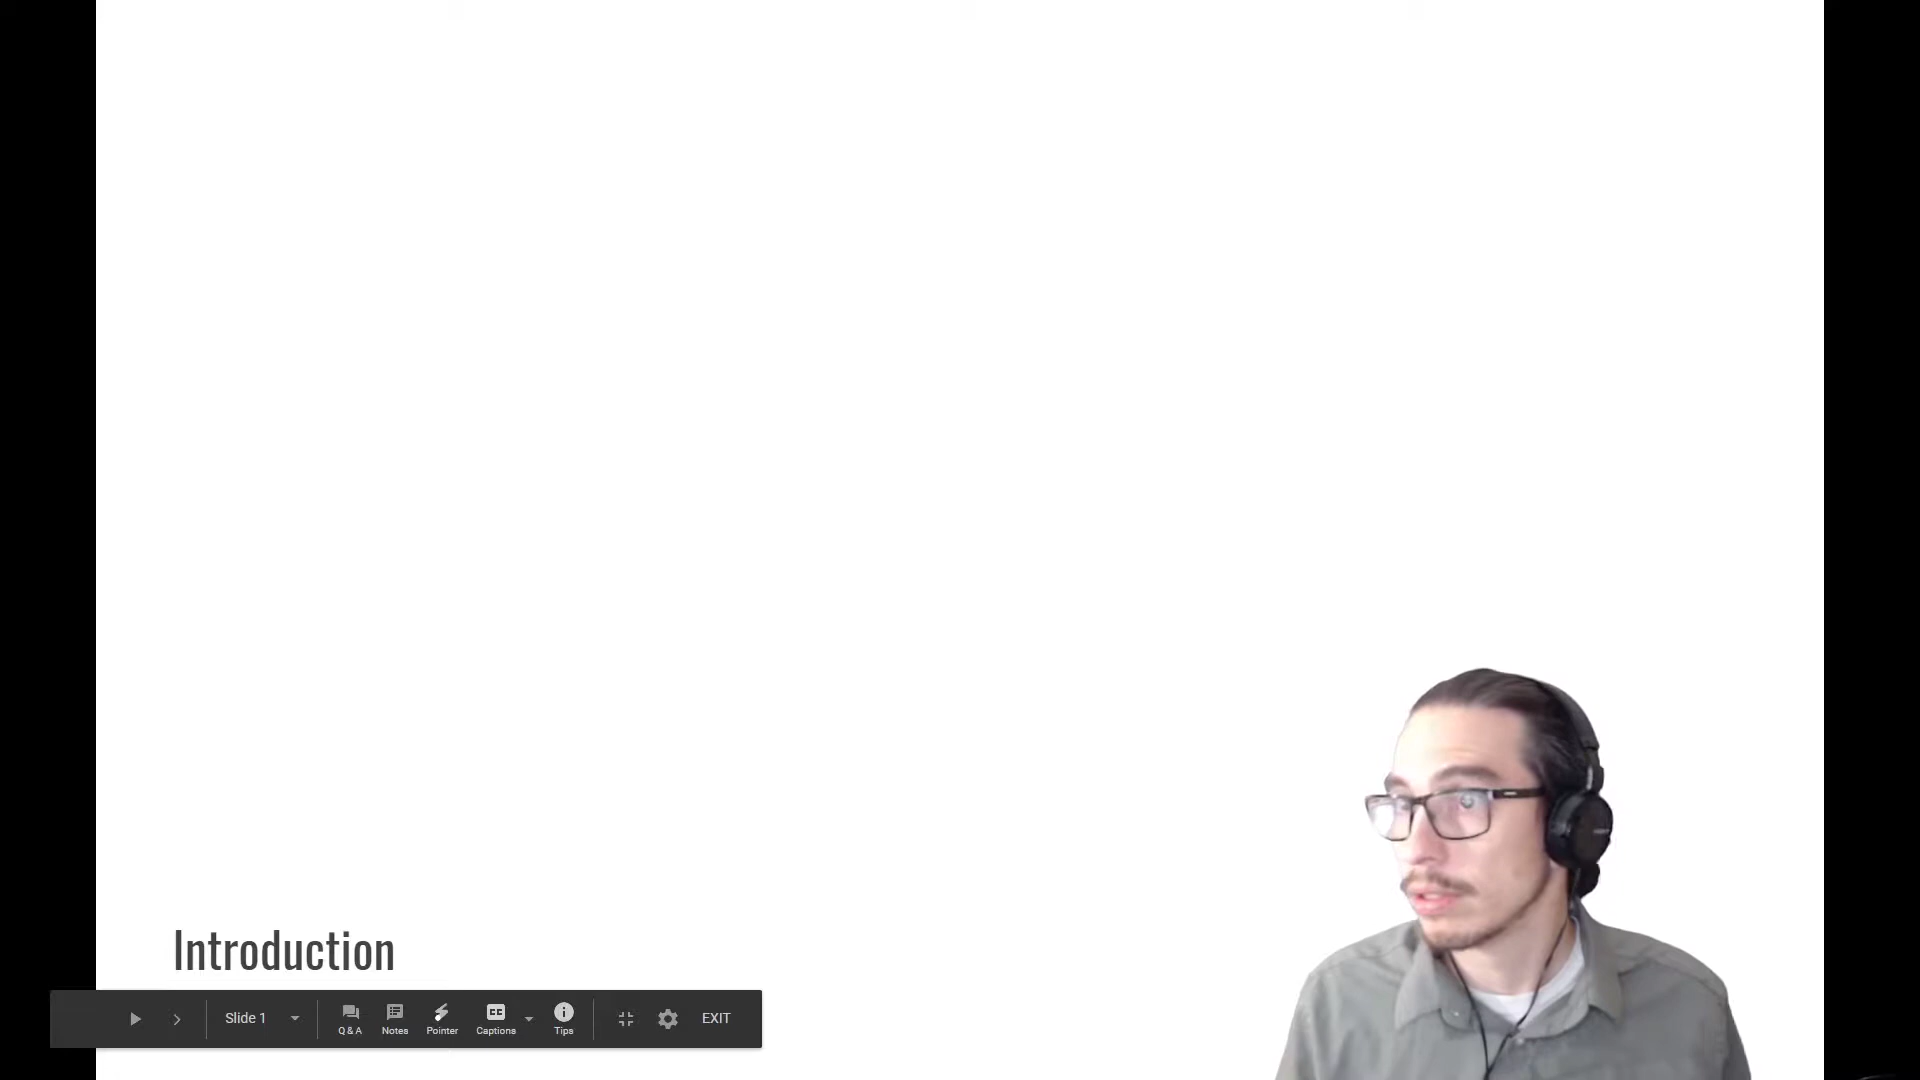 Introduction
Slide 1
Q & A
Notes
Pointer
Captions
Tips
EXIT